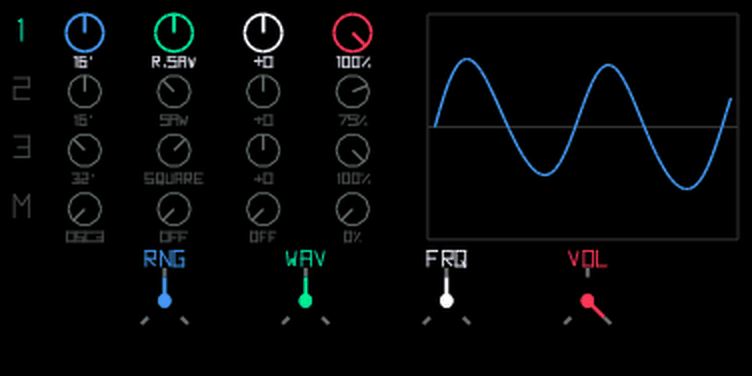 1
16' R.SAW +0 100%
2
16' SAW +0 75%
3
32' SQUARE +0 100%
M
OSC3 OFF OFF 0%
RNG WAV FRQ VOL